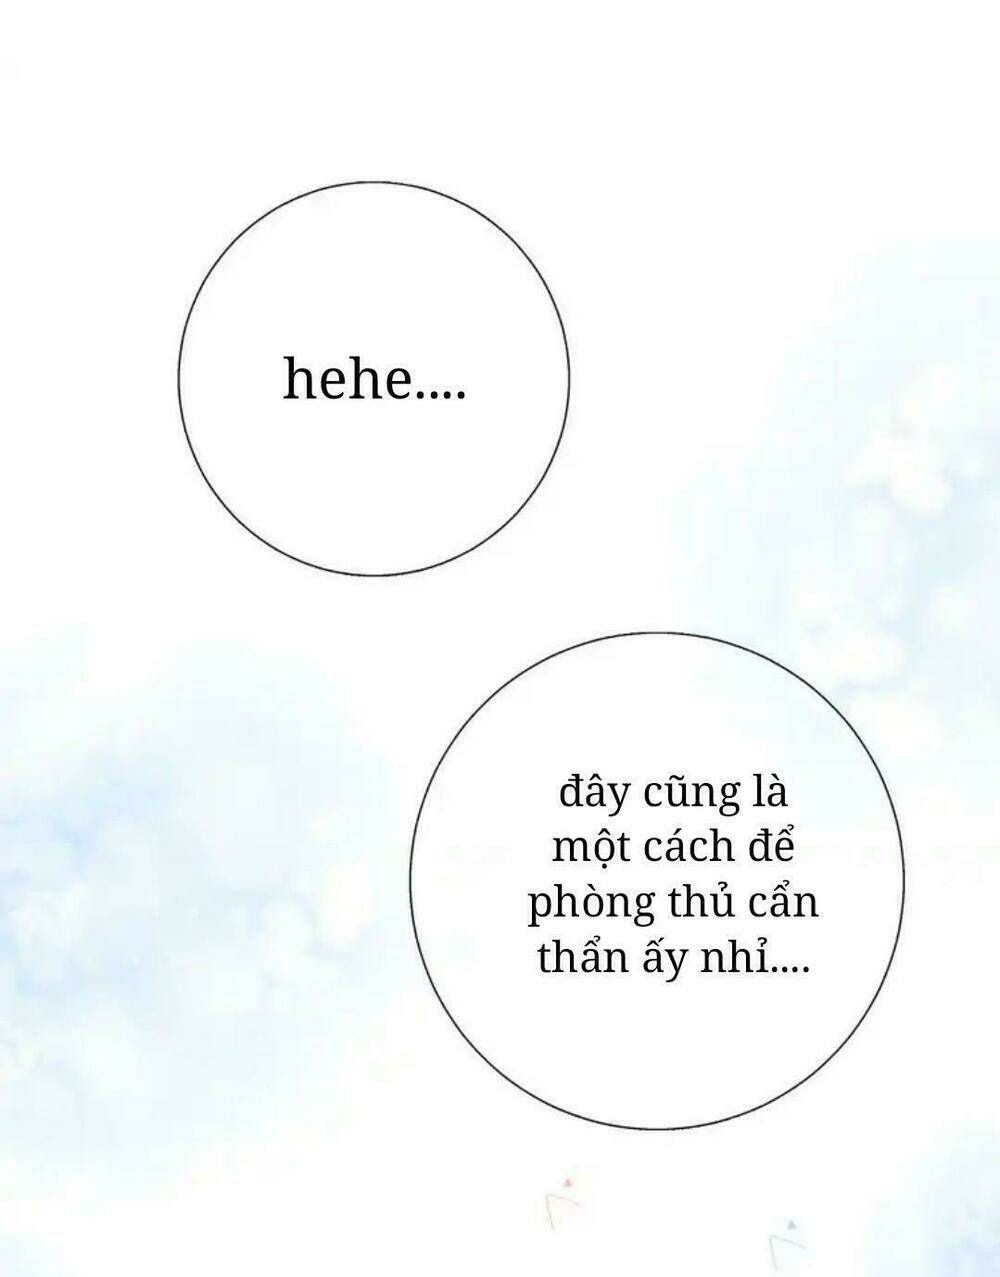 hehe....
đây cũng là
một cách để
phòng thủ cẩn
thẩn ấy nhỉ....